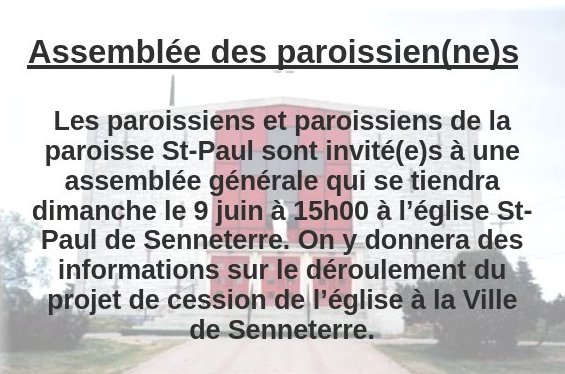 Assemblée des paroissien(ne)s
Les paroissiens et paroissiens de la
paroisse St-Paul sont invité(e)s à une
assemblée générale qui se tiendra
dimanche le 9 juin à 15h00 à l’église St-
Paul de Senneterre. On y donnera des
informations sur le déroulement du
projet de cession de l’église à la Ville
de Senneterre.